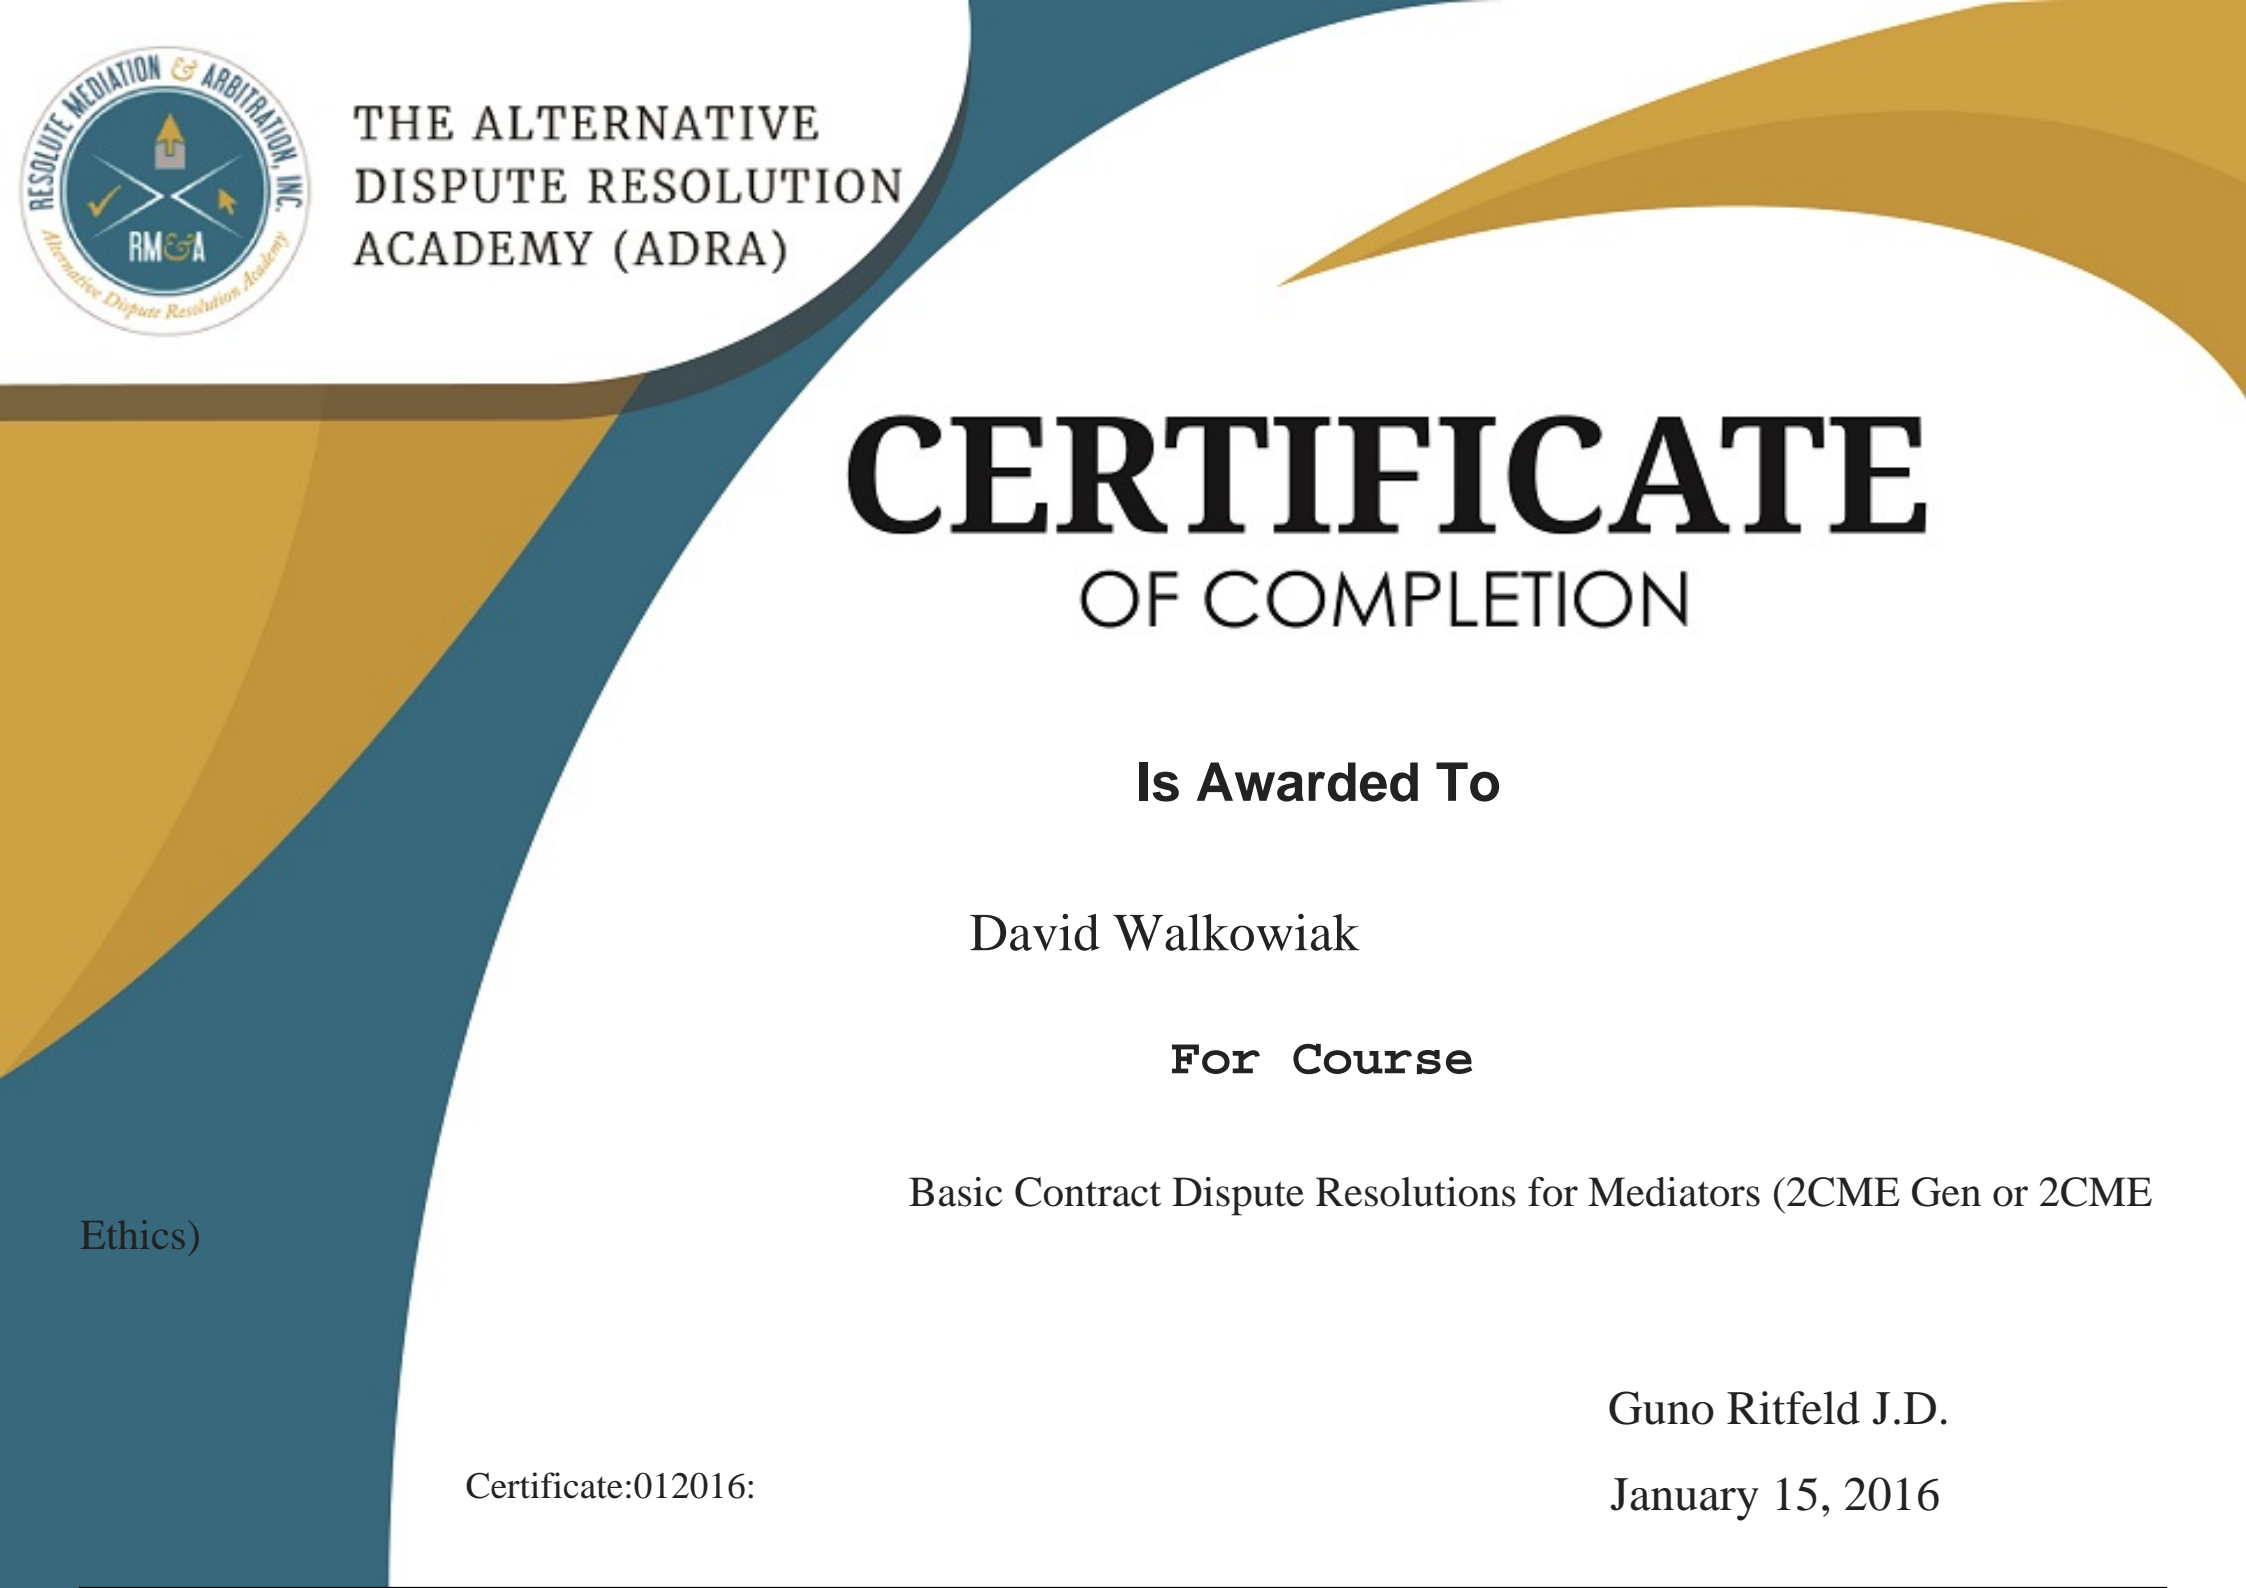 RESOLUTE MEDIATION & ARBITRATION, INC.
RM&A
Alternative Dispute Resolution Academy
THE ALTERNATIVE
DISPUTE RESOLUTION
ACADEMY (ADRA)
CERTIFICATE
OF COMPLETION
Is Awarded To
David Walkowiak
For Course
Basic Contract Dispute Resolutions for Mediators (2CME Gen or 2CME
Ethics)
Guno Ritfeld J.D.
Certificate:012016:
January 15, 2016